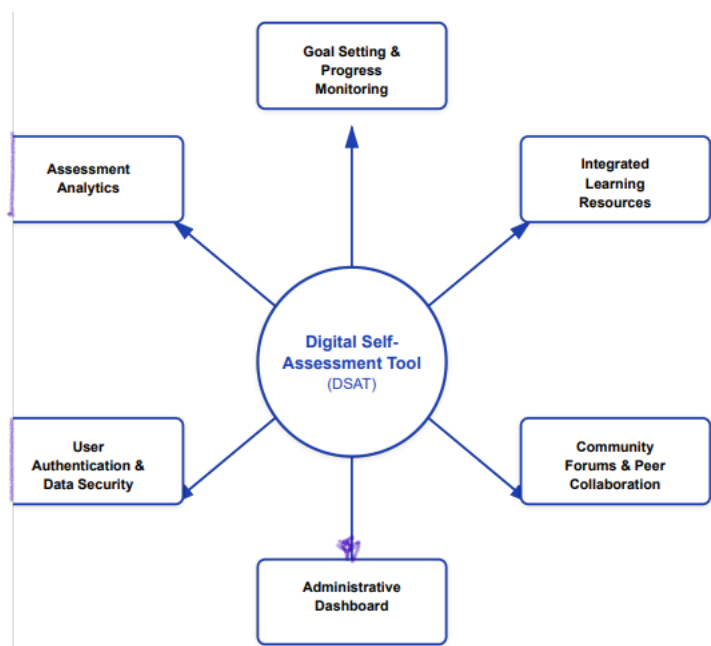 Goal Setting &
Progress
Monitoring
Assessment
Analytics
Integrated
Learning
Resources
Digital Self-
Assessment Tool
(DSAT)
User
Authentication &
Data Security
Community
Forums & Peer
Collaboration
Administrative
Dashboard